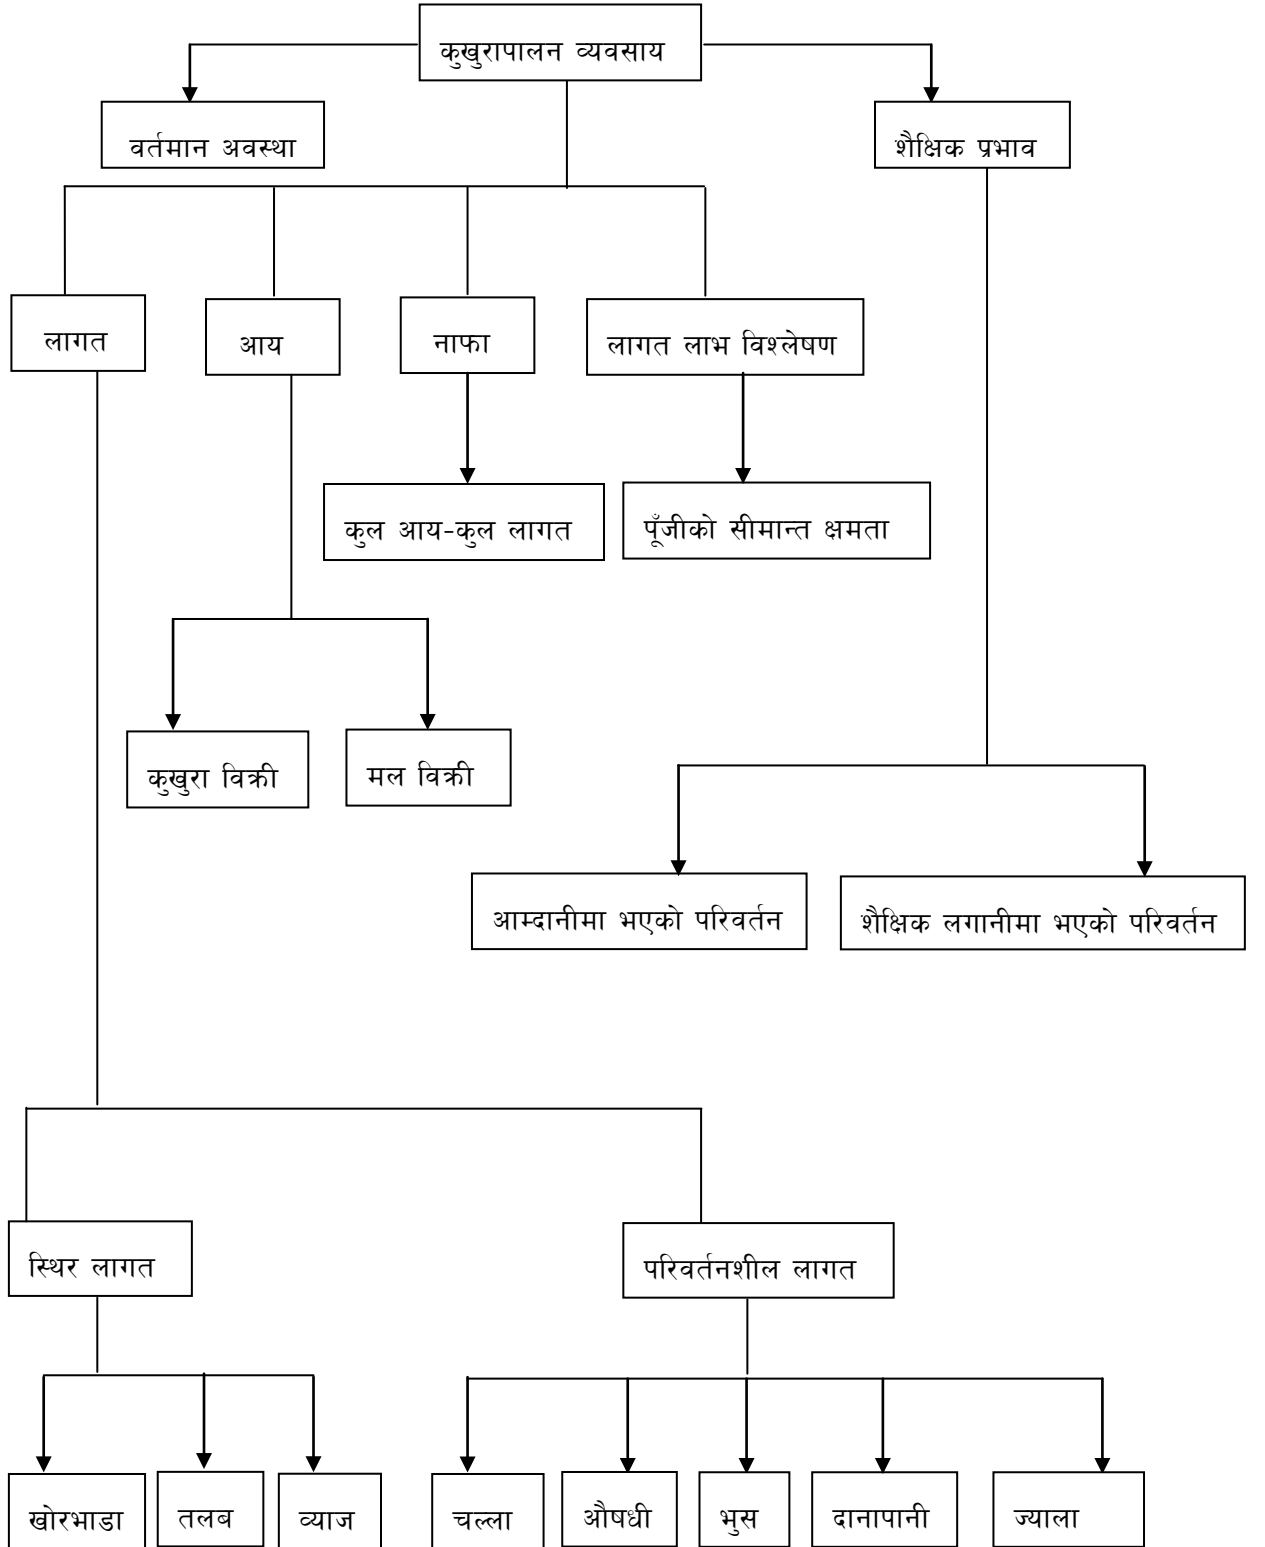 कुखुरापालन व्यवसाय
वर्तमान अवस्था
शैक्षिक प्रभाव
लागत
आय
नाफा
लागत लाभ विश्लेषण
कुल आय-कुल लागत
पूँजीको सीमान्त क्षमता
कुखुरा विक्री
मल विक्री
आम्दानीमा भएको परिवर्तन
शैक्षिक लगानीमा भएको परिवर्तन
स्थिर लागत
परिवर्तनशील लागत
खोरभाडा
तलब
व्याज
चल्ला
औषधी
भुस
दानापानी
ज्याला